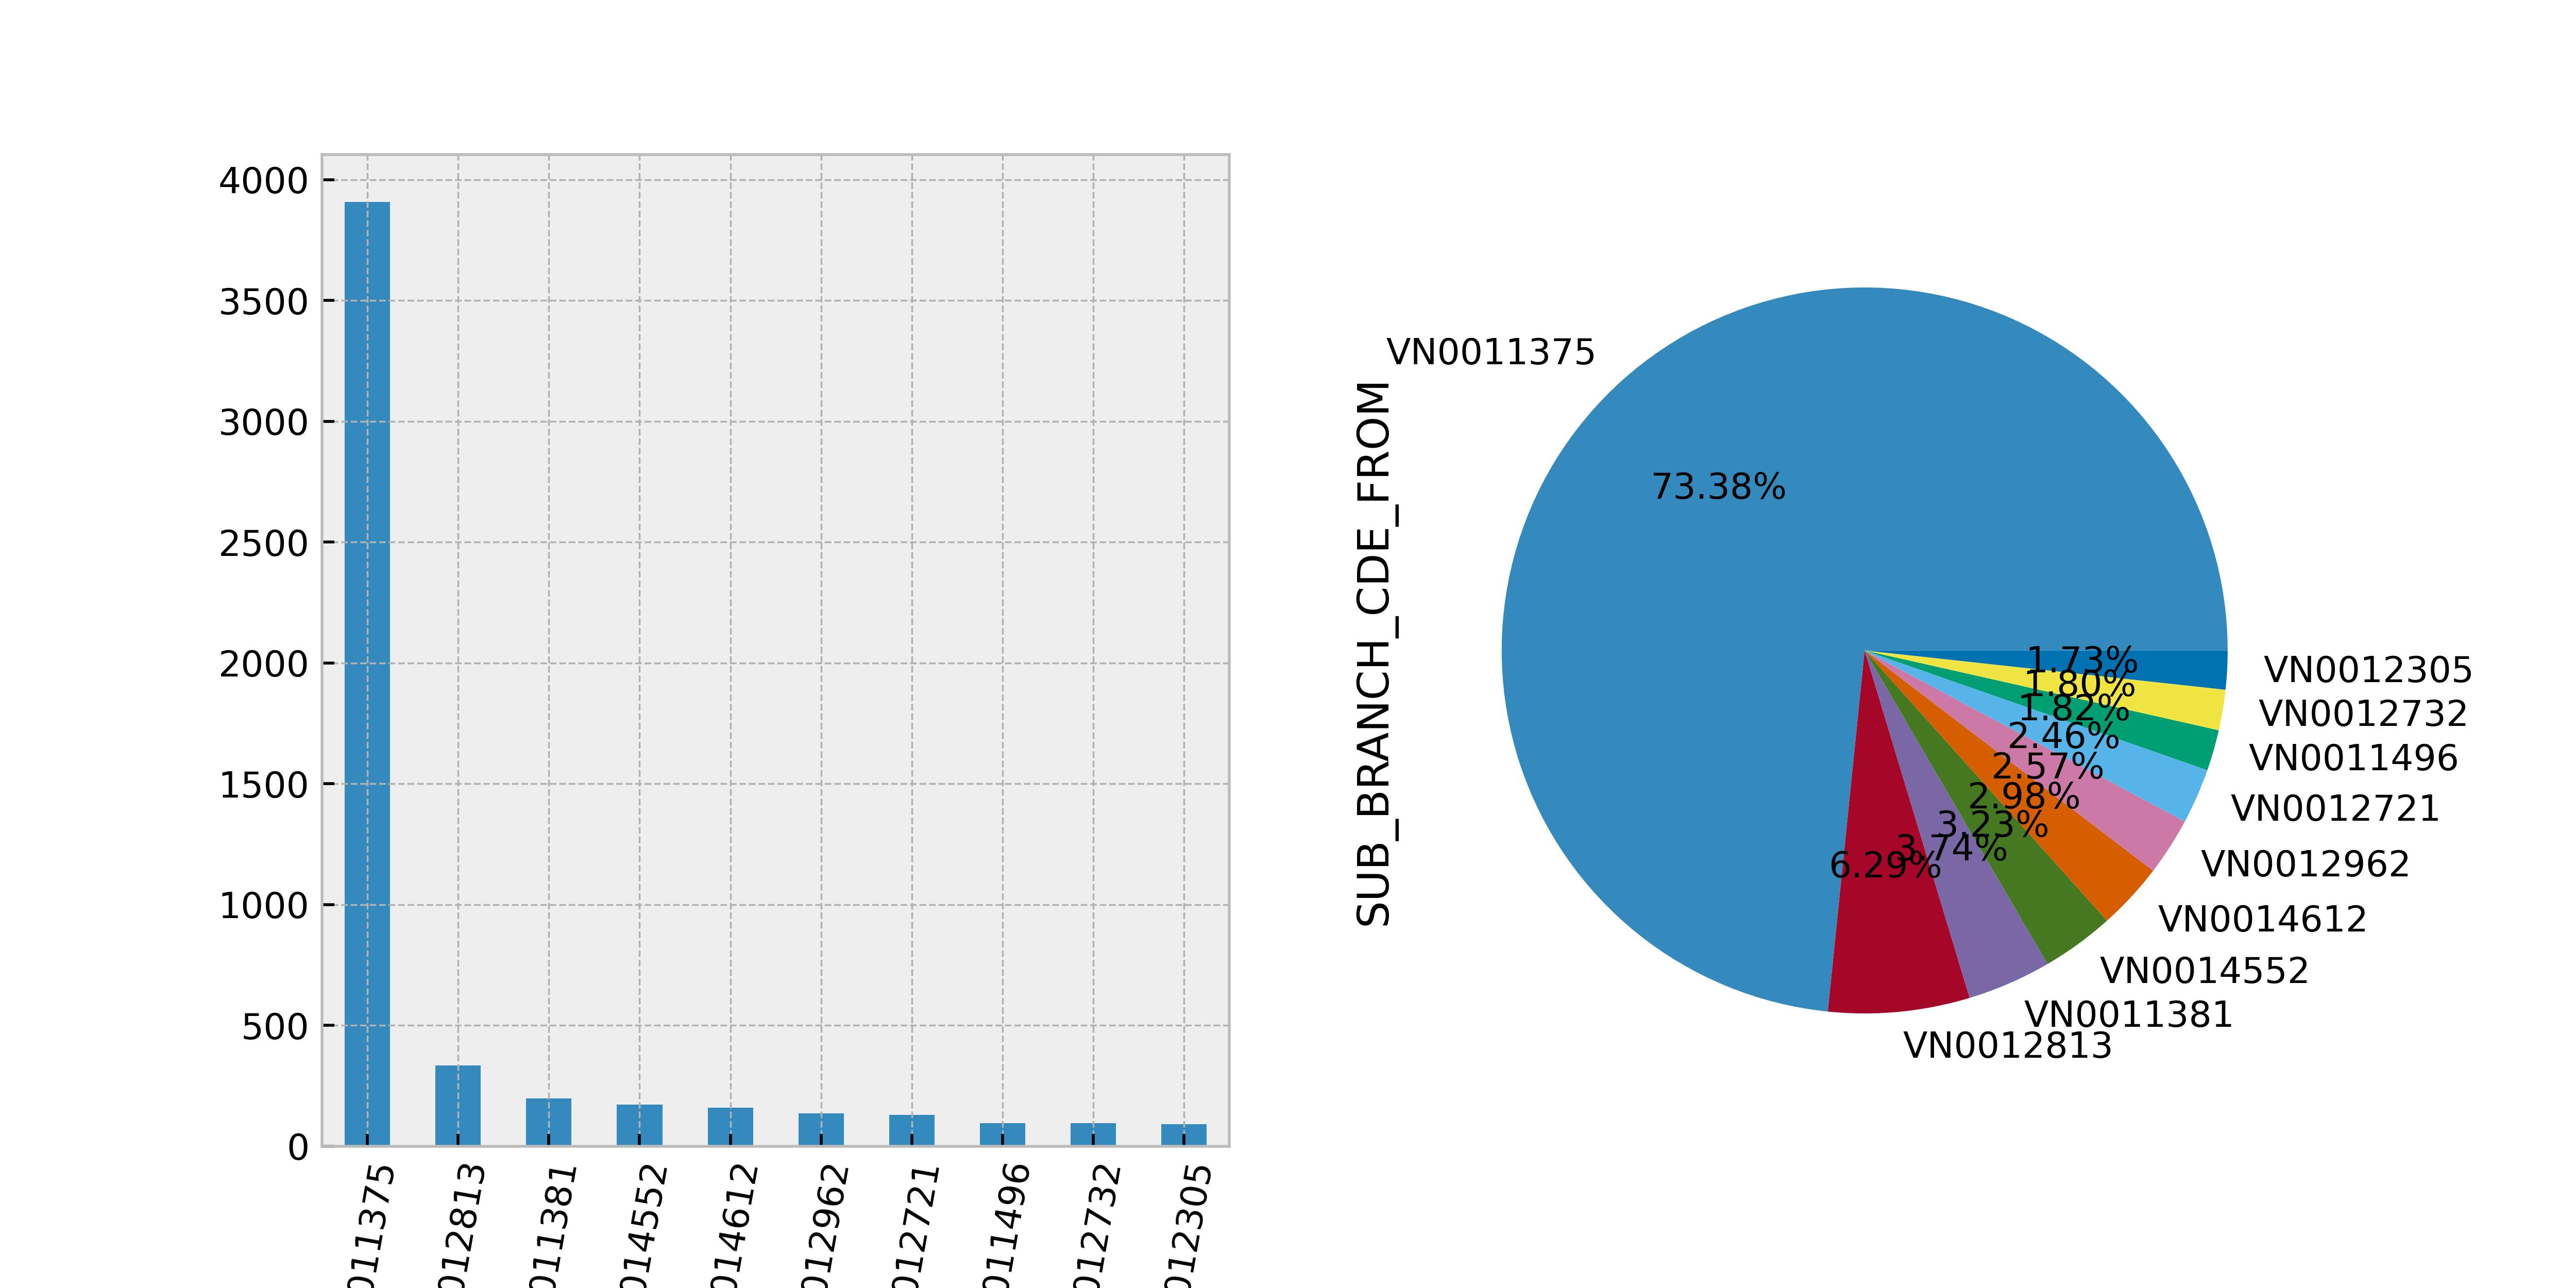 4000
3500
3000
2500
2000
1500
1000
500
0
011375
012813
011381
014552
014612
012962
012721
011496
012732
012305
SUB_BRANCH_CDE_FROM
VN0011375
73.38%
1.73%
VN0012305
1.80%
VN0012732
1.82%
VN0011496
2.46%
VN0012721
2.57%
VN0012962
2.98%
VN0014612
3.23%
VN0014552
3.74%
VN0011381
6.29%
VN0012813